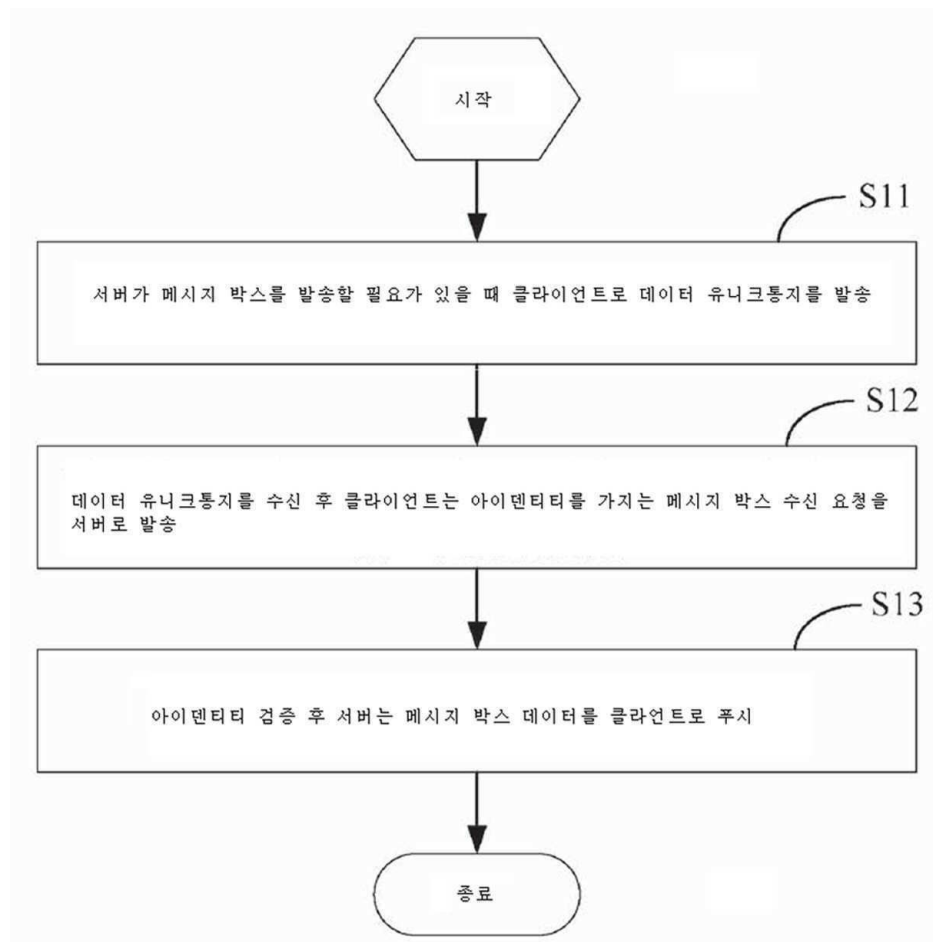 시작
S11
서버가 메시지 박스를 발송할 필요가 있을 때 클라이언트로 데이터 유니크통지를 발송
S12
데이터 유니크통지를 수신 후 클라이언트는 아이덴티티를 가지는 메시지 박스 수신 요청을
서버로 발송
S13
아이덴티티 검증 후 서버는 메시지 박스 데이터를 클라언트로 푸시
종료